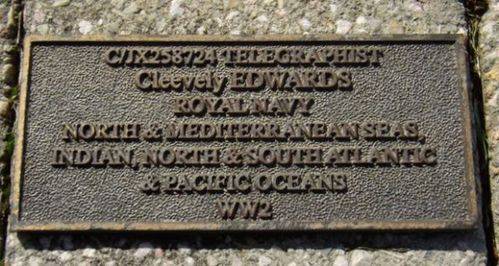 C/JX258724 TELEGRAPHIST
Cleevely EDWARDS
ROYAL NAVY
NORTH & MEDITERRANEAN SEAS,
INDIAN, NORTH & SOUTH ATLANTIC
& PACIFIC OCEANS
WW2